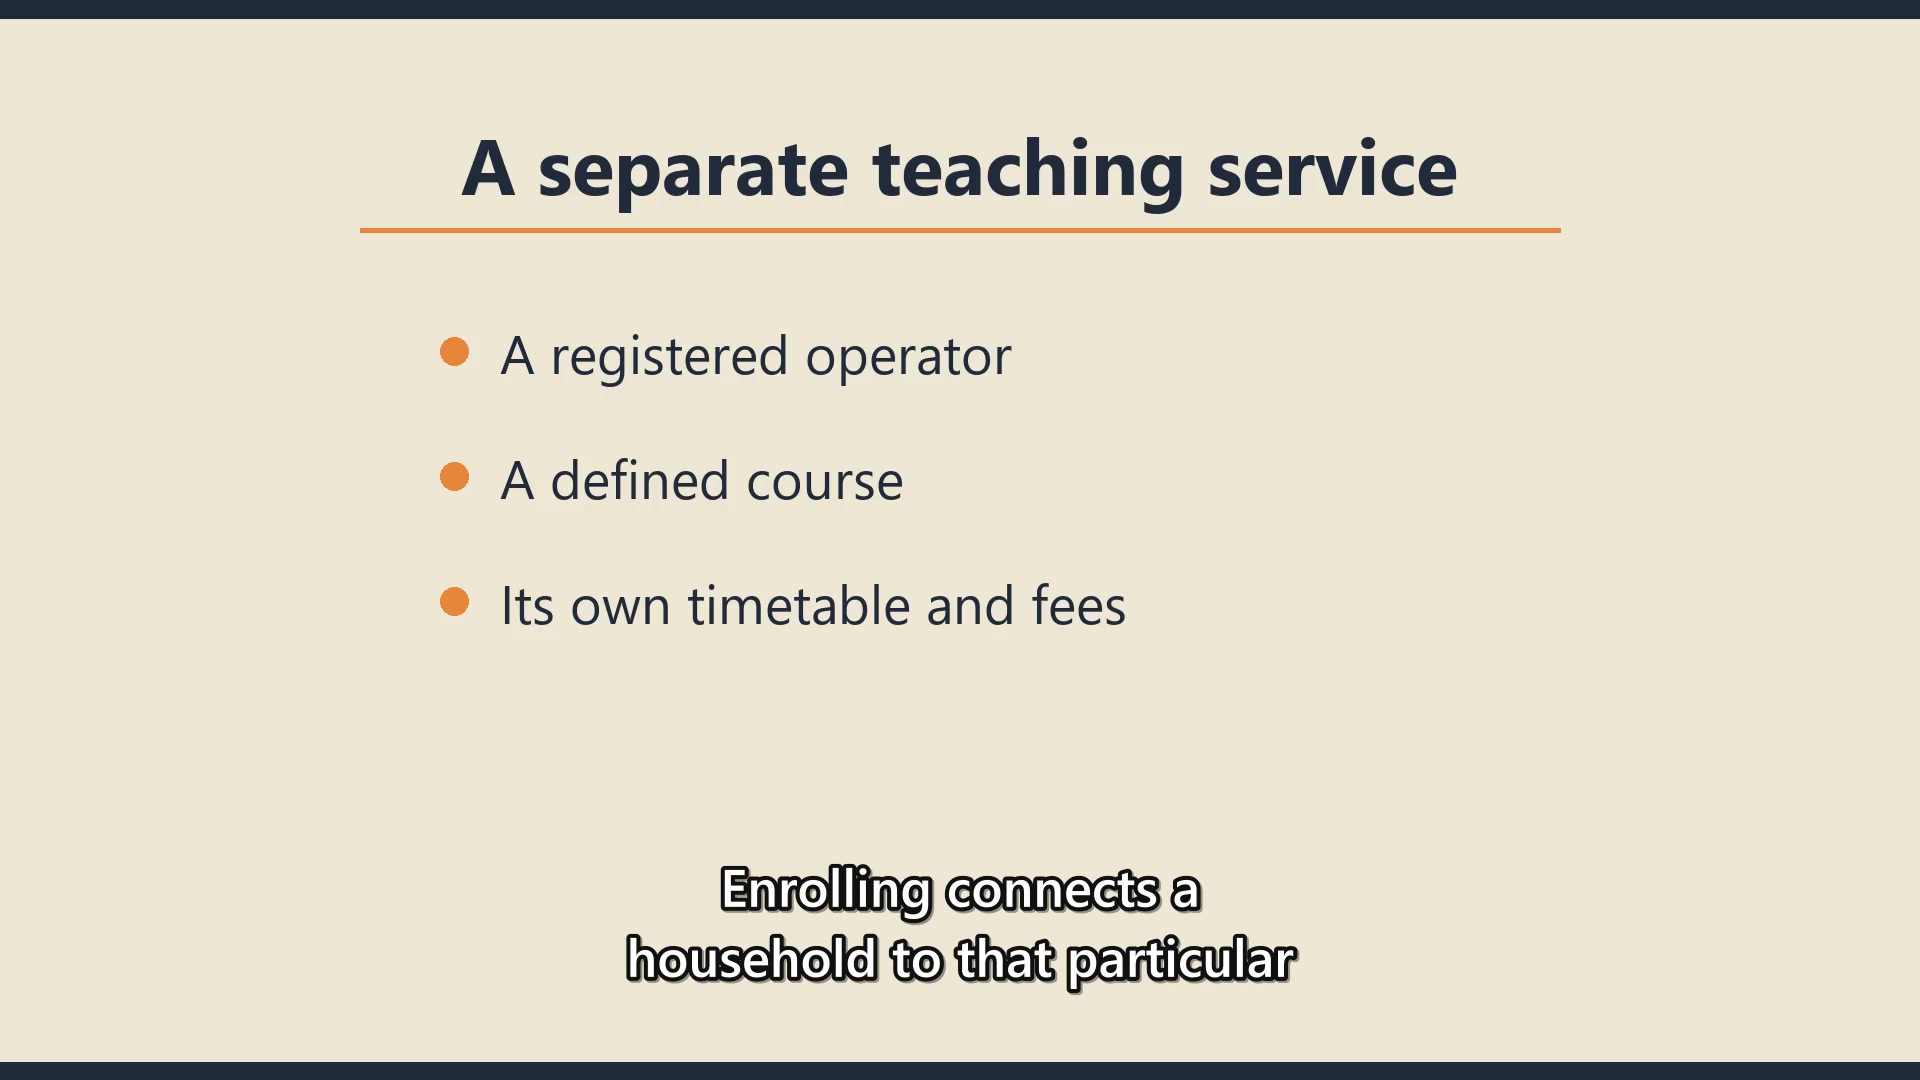 A separate teaching service
A registered operator
A defined course
Its own timetable and fees
Enrolling connects a
household to that particular